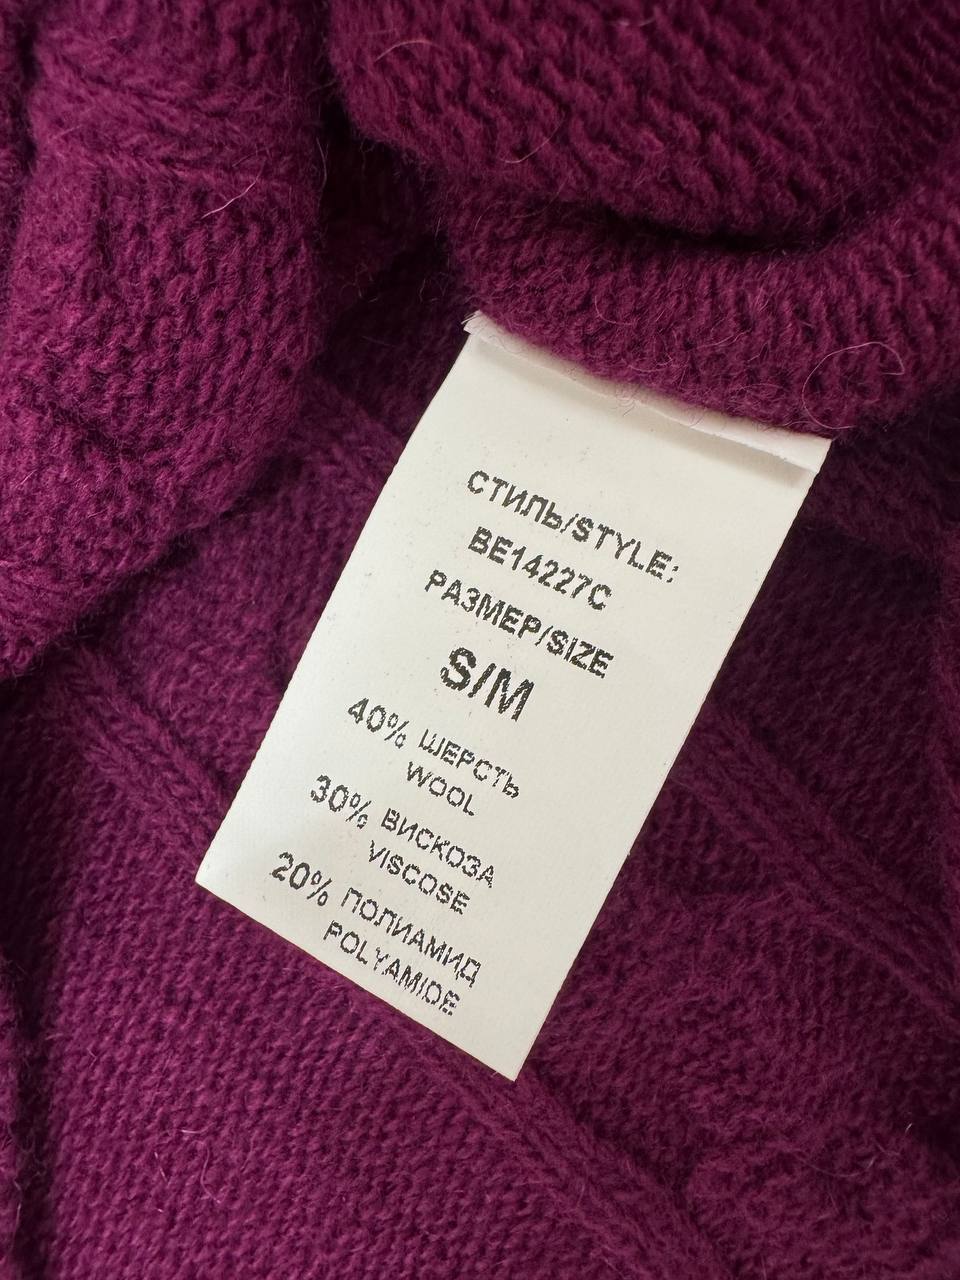 СТИЛЬ/STYLE:
BE14227C
РАЗМЕР/SIZE
S/M
40% ШЕРСТЬ
WOOL
30% ВИСКОЗА
VISCOSE
20% ПОЛИАМИД
POLYAMIDE